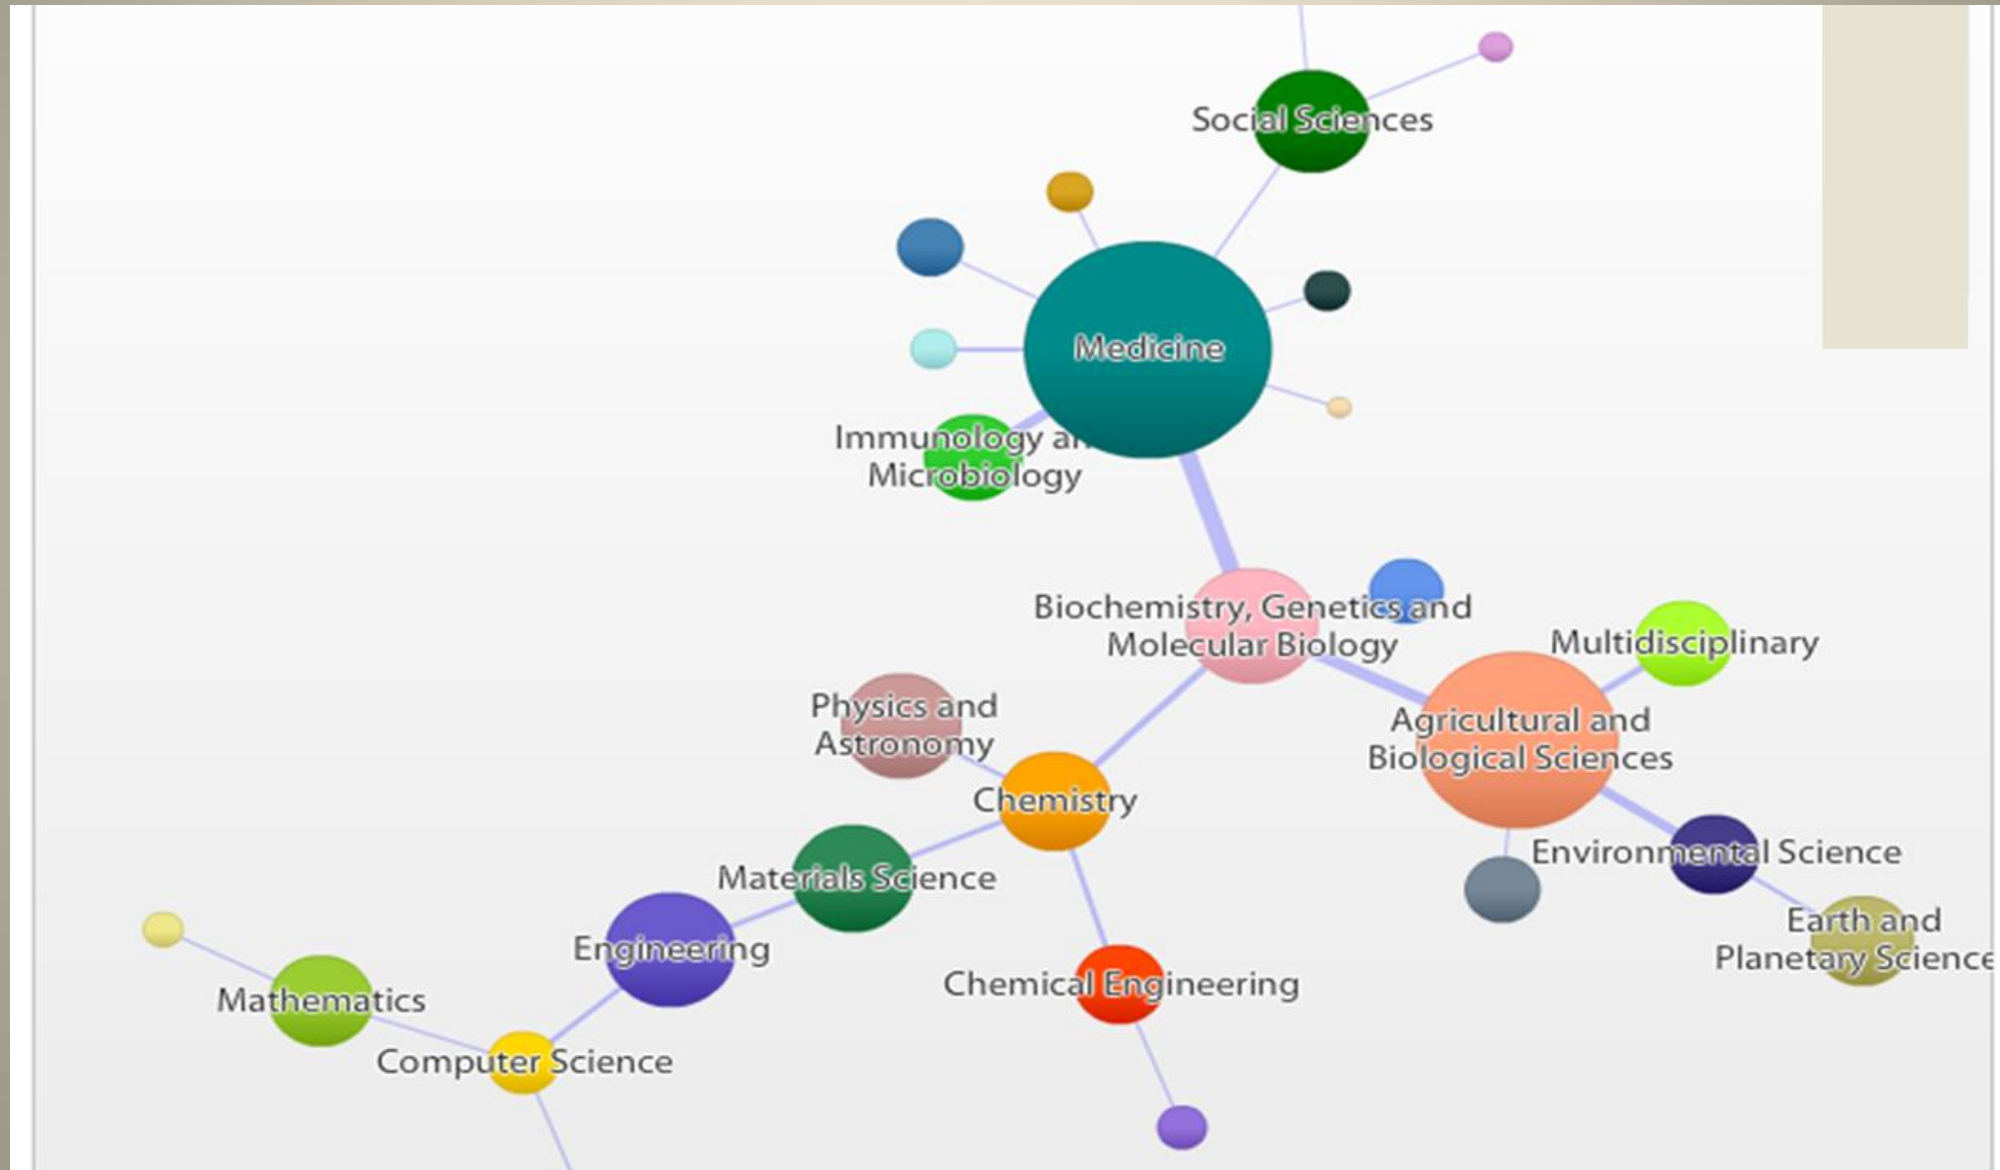 Social Sciences
Medicine
Immunology an
Microbiology
Biochemistry, Genetics and
Molecular Biology
Multidisciplinary
Physics and
Astronomy
Agricultural and
Biological Sciences
Chemistry
Environmental Science
Materials Science
Earth and
Planetary Science
Engineering
Chemical Engineering
Mathematics
Computer Science